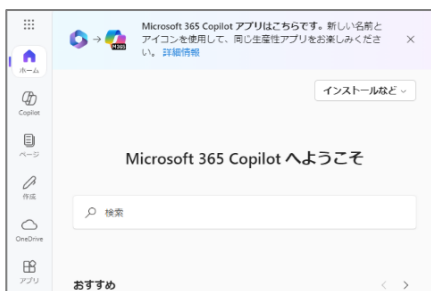 Microsoft 365 Copilot アプリはこちらです。新しい名前と
アイコンを使用して、同じ生産性アプリをお楽しみくださ
い。 詳細情報
M365
ホーム
Copilot
ページ
作成
OneDrive
アプリ
インストールなど
Microsoft 365 Copilot へようこそ
検索
おすすめ